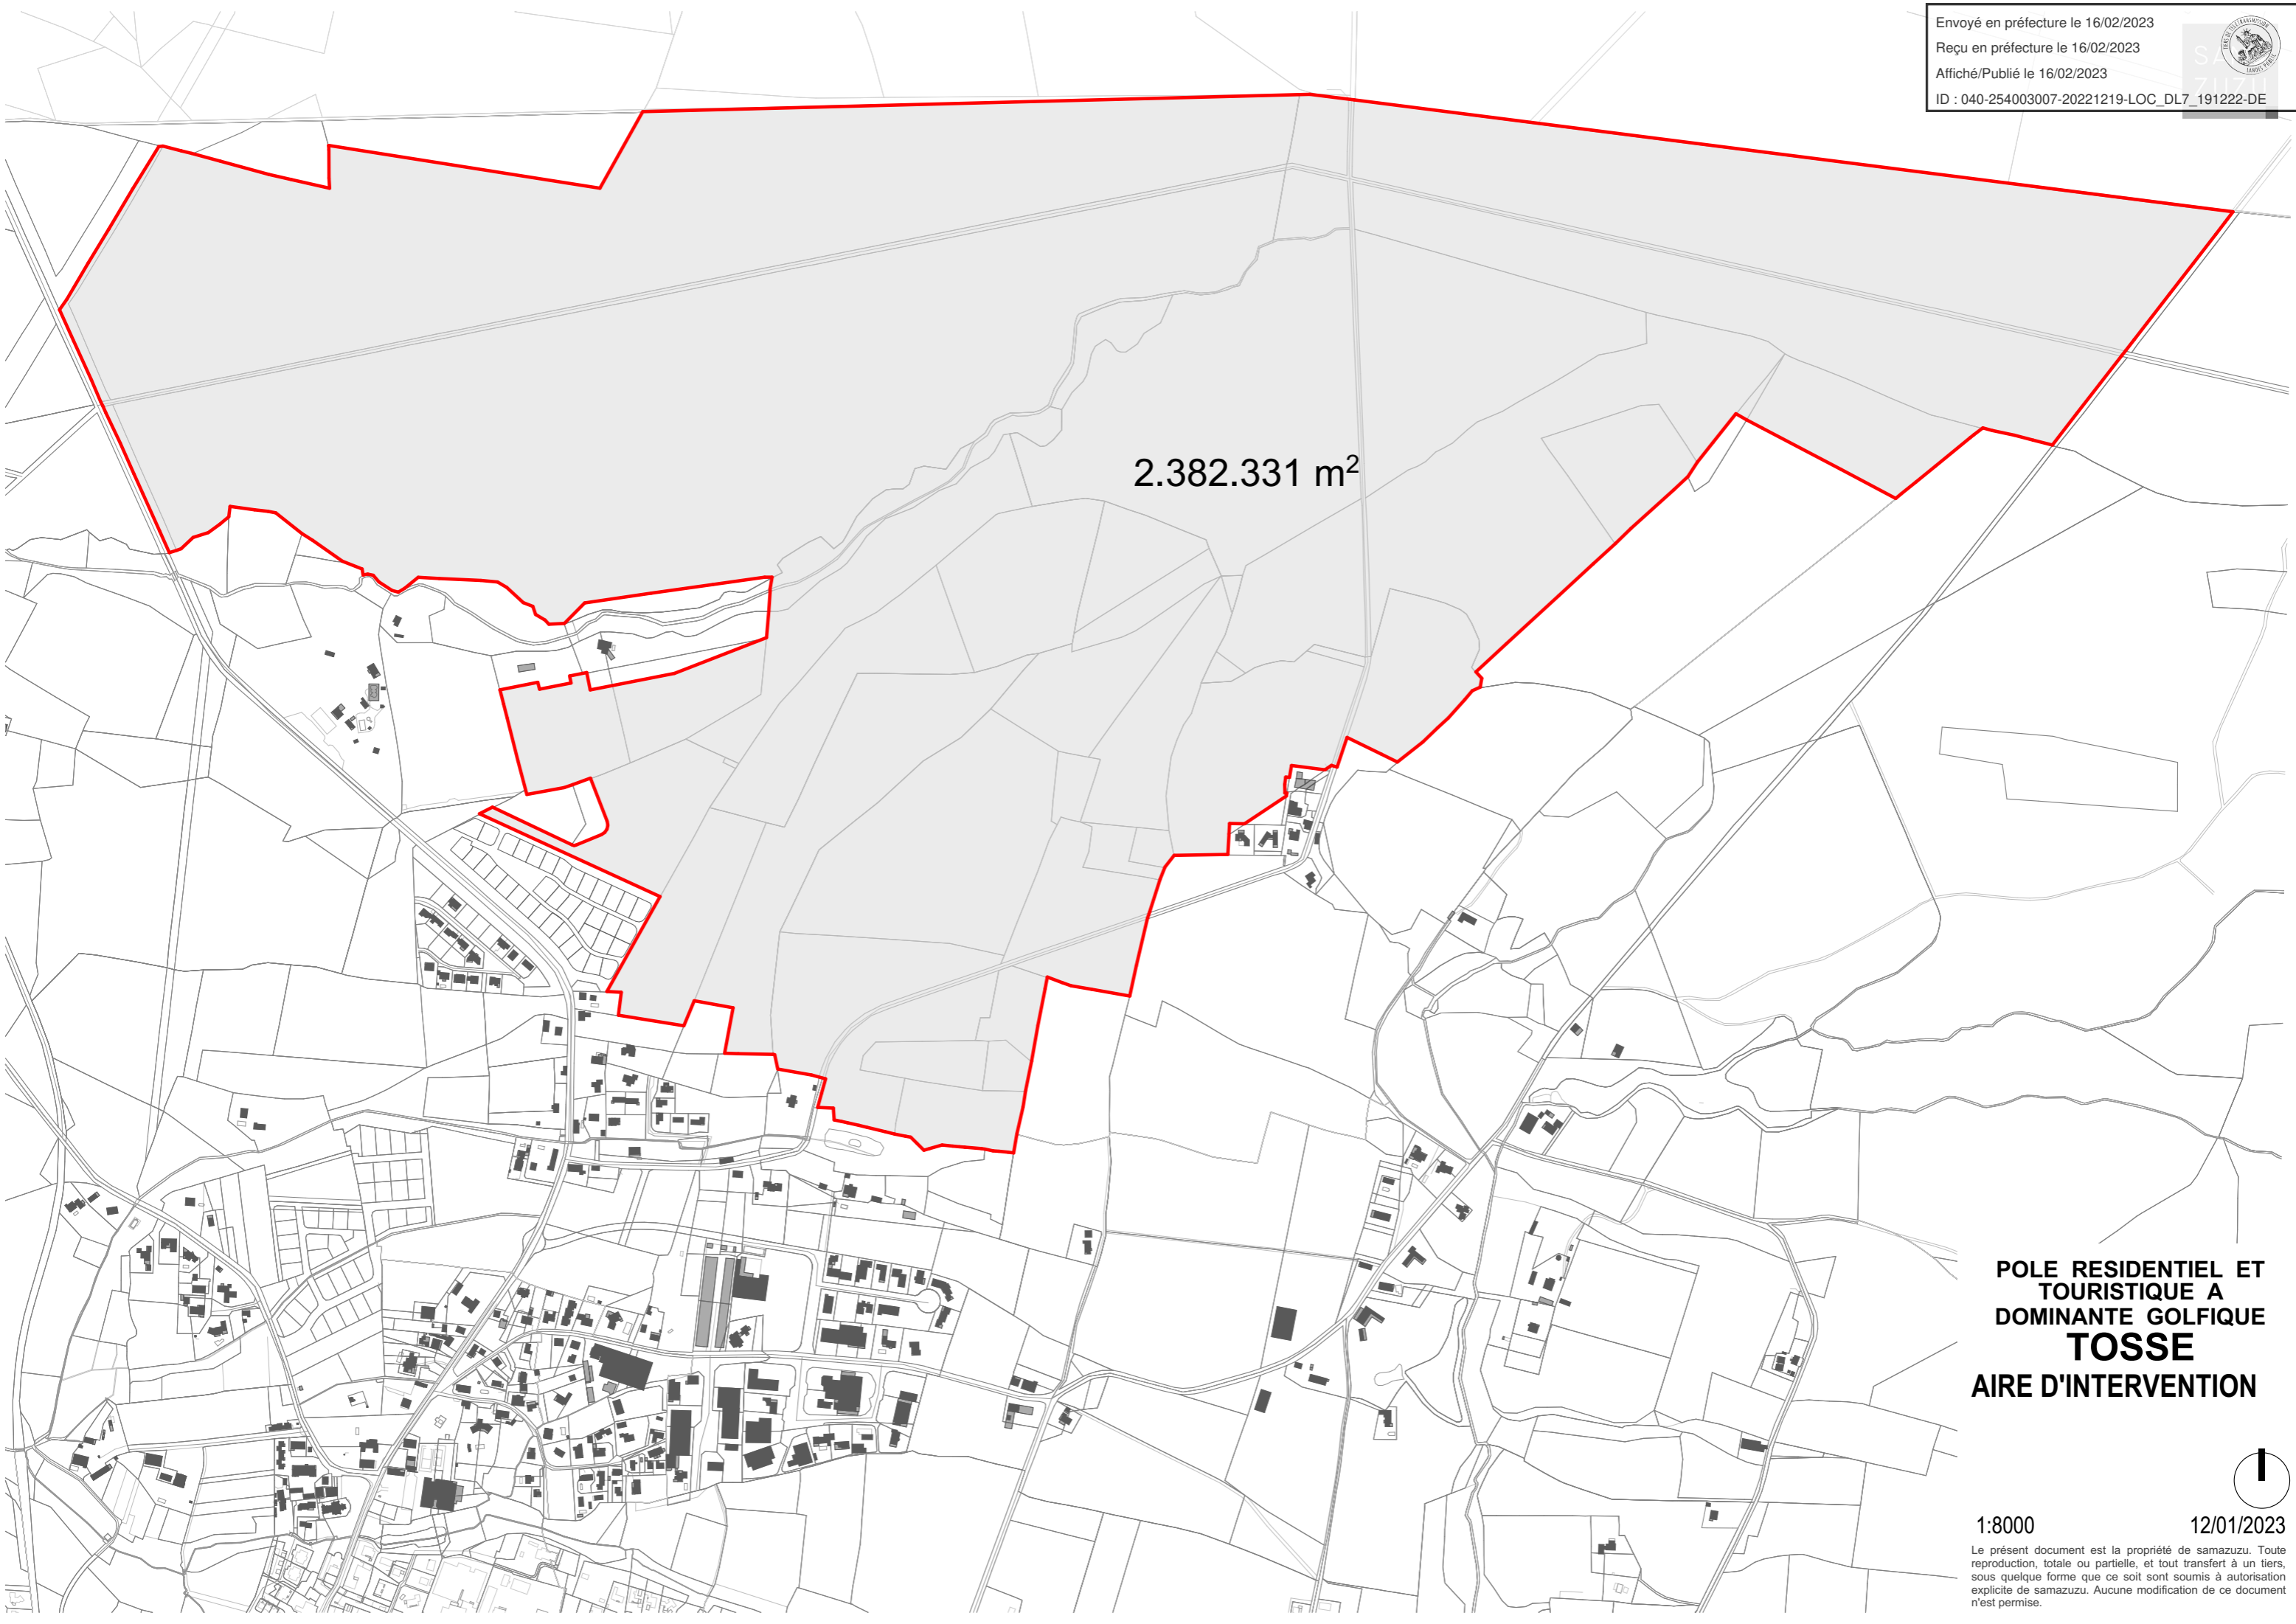 Envoyé en préfecture le 16/02/2023
Reçu en préfecture le 16/02/2023
Affiché/Publié le 16/02/2023
ID : 040-254003007-20221219-LOC_DL7_191222-DE
2.382.331 m²
POLE RESIDENTIEL ET
TOURISTIQUE A
DOMINANTE GOLFIQUE
TOSSE
AIRE D'INTERVENTION
1:8000
12/01/2023
Le présent document est la propriété de samazuzu. Toute
reproduction, totale ou partielle, et tout transfert à un tiers,
sous quelque forme que ce soit sont soumis à autorisation
explicite de samazuzu. Aucune modification de ce document
n'est permise.